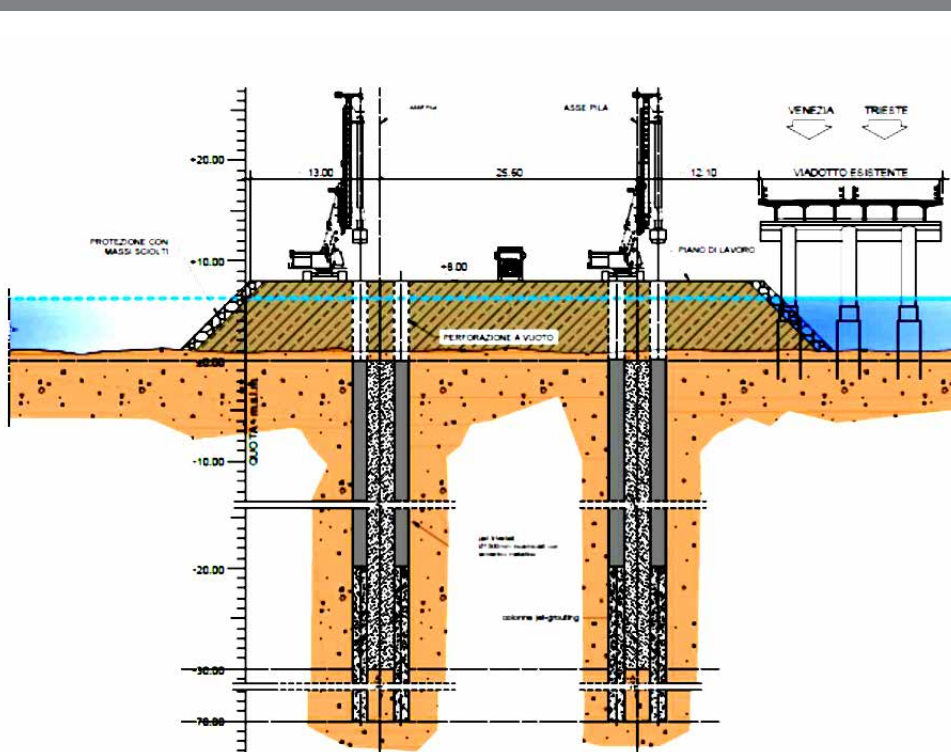 ASSE PILA
ASSE PILA
VENEZIA
TRIESTE
+20.00
13.00
25.60
12.10
VIADOTTO ESISTENTE
PROTEZIONE CON
MASSI SCIOLTI
+10.00
+8.00
PIANO DI LAVORO
PERFORAZIONE A VUOTO
±0.00
-10.00
-20.00
colonne jet-grouting
-30.00
-70.00